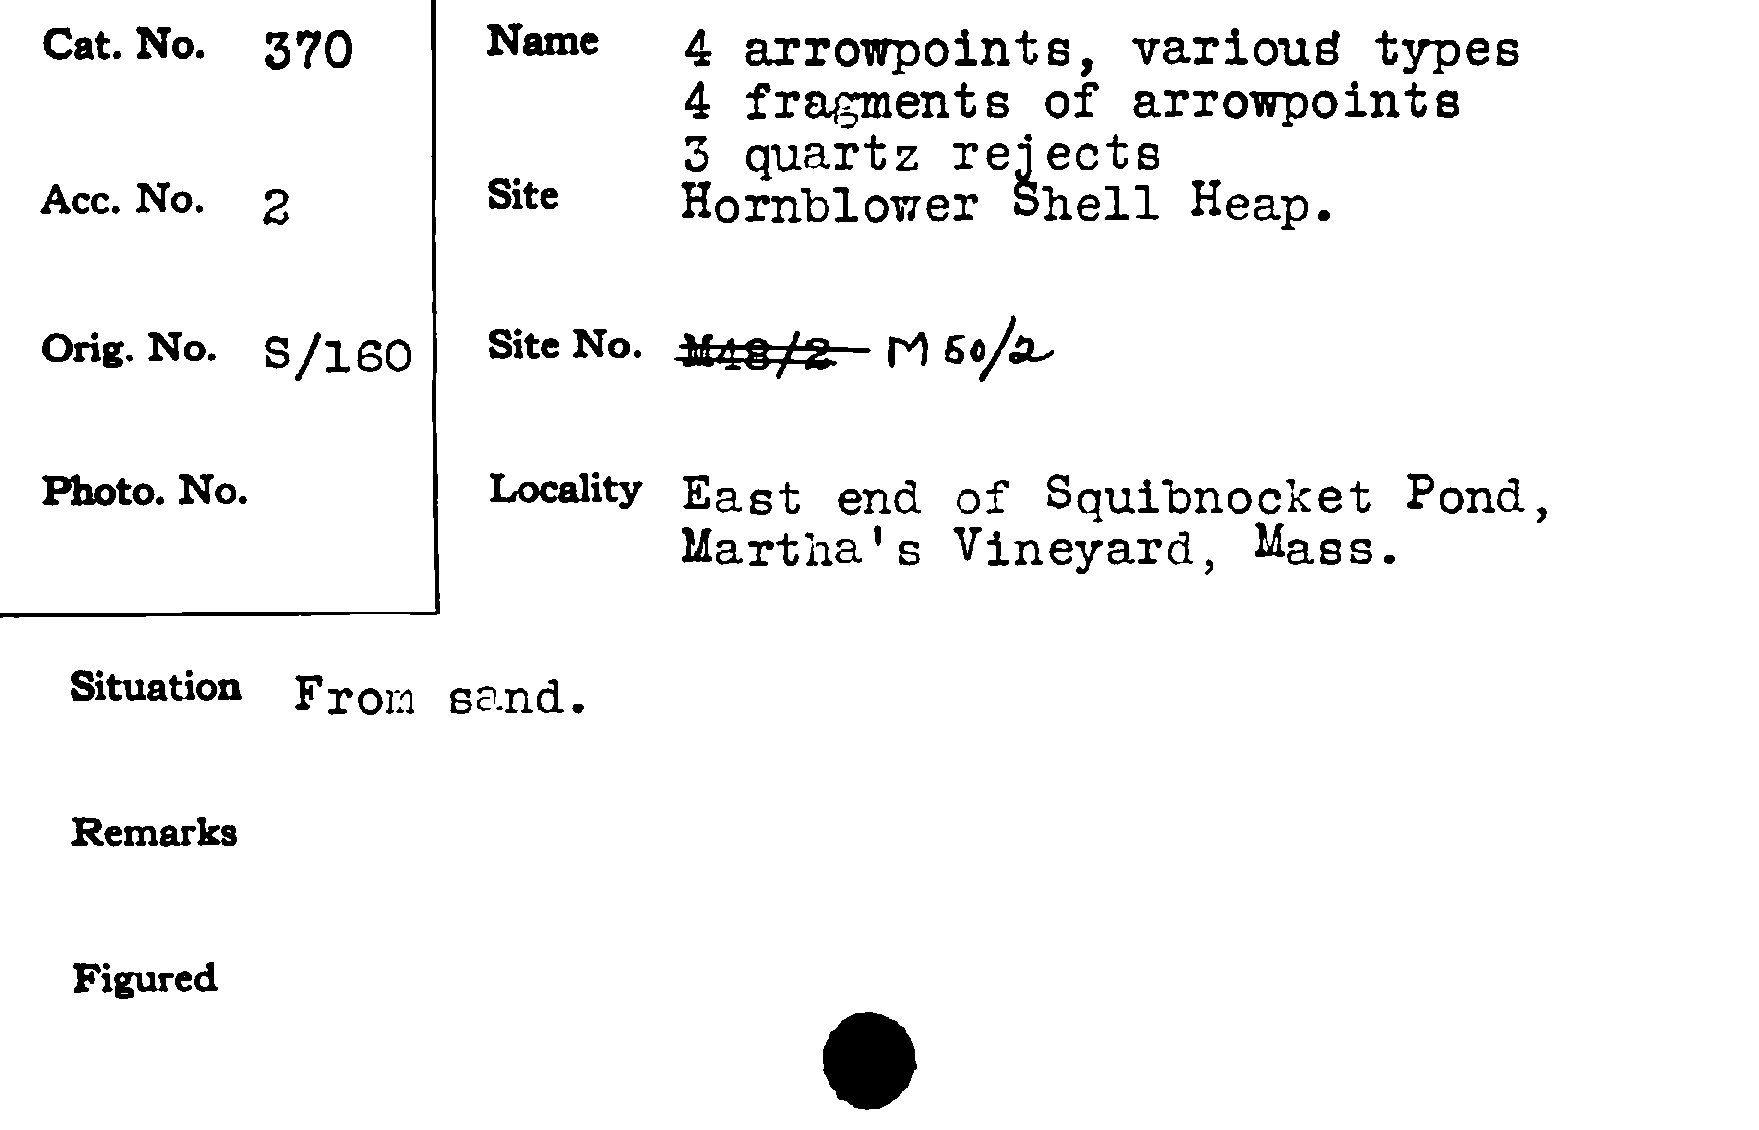 Cat. No. 370
Name 4 arrowpoints, various types
4 fragments of arrowpoints
3 quartz rejects
Acc. No. 2
Site Hornblower Shell Heap.
Orig. No. S/160
Site No. M48/2 M 50/2
Photo. No.
Locality East end of Squibnocket Pond,
Martha's Vineyard, Mass.
Situation From sand.
Remarks
Figured